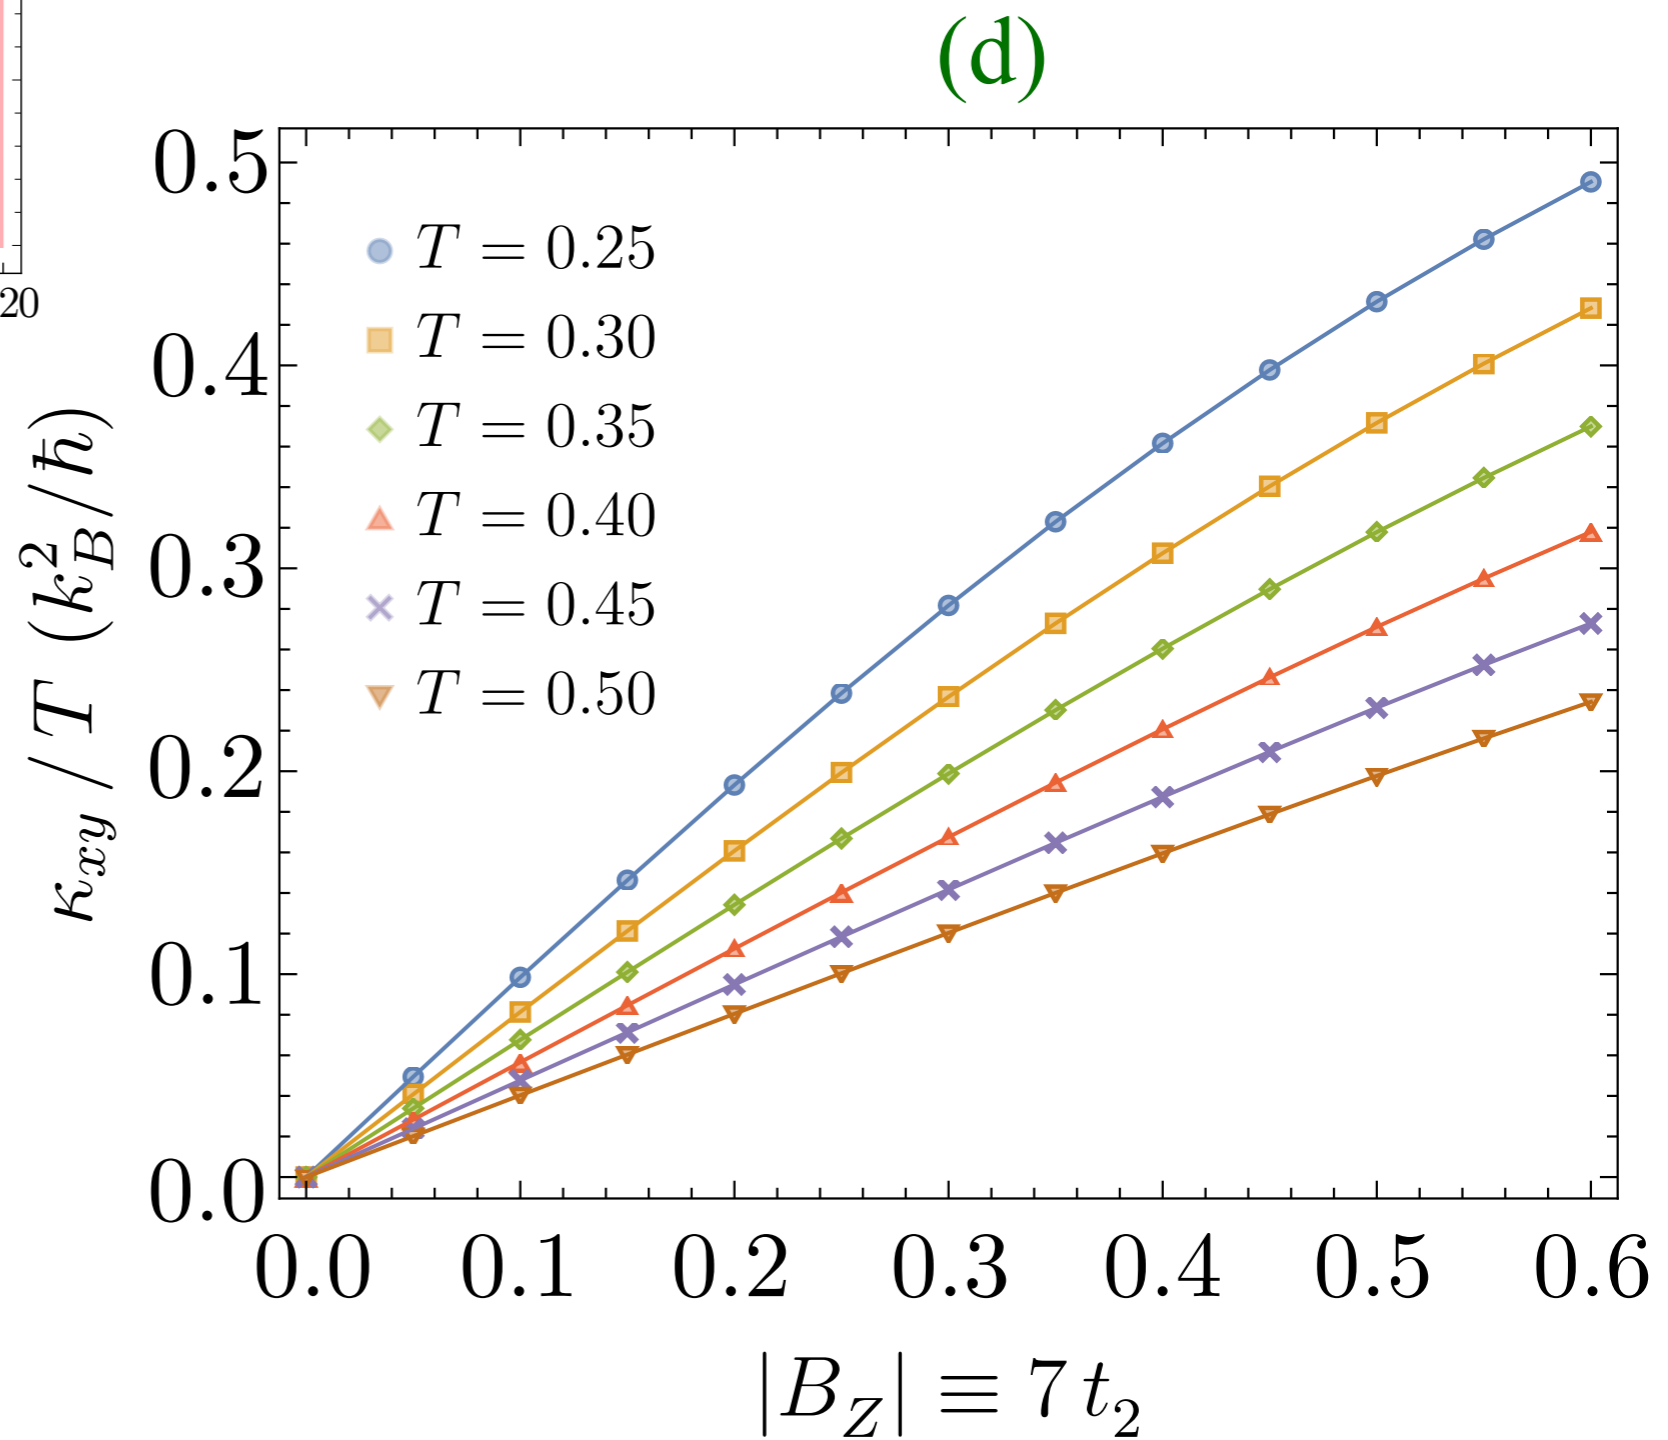 (d)
20
0.5
0.4
0.3
0.2
0.1
0.0
κxy / T (k²B/ħ)
T = 0.25
T = 0.30
T = 0.35
T = 0.40
T = 0.45
T = 0.50
0.0 0.1 0.2 0.3 0.4 0.5 0.6
|B_Z| ≡ 7 t₂